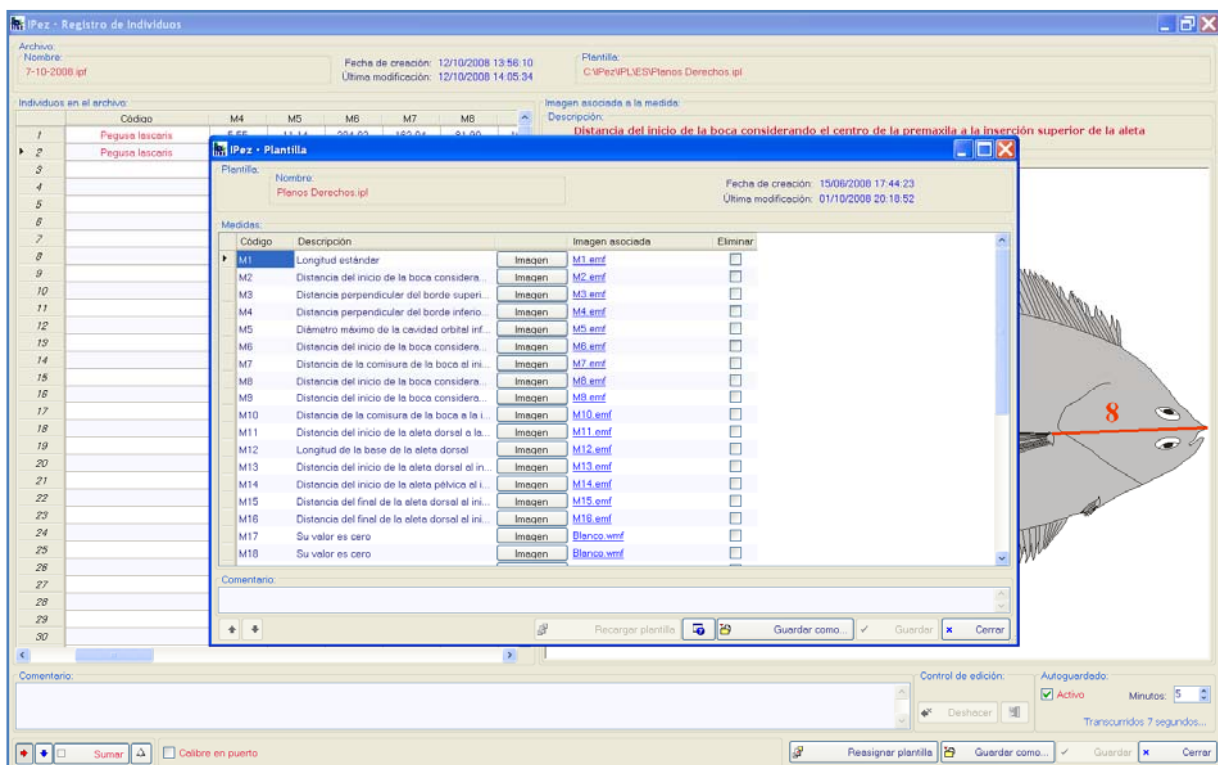 IPez - Registro de Individuos
Archivo:
Nombre:
7-10-2008 ipf
Fecha de creación: 12/10/2008 13:56:10
Última modificación: 12/10/2008 14:05:34
Plantilla:
C:\IPez\IPL\ES\Planos Derechos.ipl
Individuos en el archivo:
Código M4 M5 M6 M7 M8
1 Pegusa lascaris
2 Pegusa lascaris
3
4
5
6
7
8
9
10
11
12
13
14
15
16
17
18
19
20
21
22
23
24
25
26
27
28
29
30
Imagen asociada a la medida:
Descripción:
Distancia del inicio de la boca considerando el centro de la premaxila a la inserción superior de la aleta
8
IPez - Plantilla
Plantilla:
Nombre:
Planos Derechos.ipl
Fecha de creación: 15/08/2008 17:44:23
Última modificación: 01/10/2008 20:18:52
Medidas:
Código Descripción Imagen asociada Eliminar
M1 Longitud estándar Imagen M1.emf
M2 Distancia del inicio de la boca considera... Imagen M2.emf
M3 Distancia perpendicular del borde superi... Imagen M3.emf
M4 Distancia perpendicular del borde inferio... Imagen M4.emf
M5 Diámetro máximo de la cavidad orbital inf... Imagen M5.emf
M6 Distancia del inicio de la boca considera... Imagen M6.emf
M7 Distancia de la comisura de la boca al ini... Imagen M7.emf
M8 Distancia del inicio de la boca considera... Imagen M8.emf
M9 Distancia del inicio de la boca considera... Imagen M9.emf
M10 Distancia de la comisura de la boca a la i... Imagen M10.emf
M11 Distancia del inicio de la aleta dorsal a la... Imagen M11.emf
M12 Longitud de la base de la aleta dorsal Imagen M12.emf
M13 Distancia del inicio de la aleta dorsal al in... Imagen M13.emf
M14 Distancia del inicio de la aleta pélvica al i... Imagen M14.emf
M15 Distancia del final de la aleta dorsal al ini... Imagen M15.emf
M16 Distancia del final de la aleta dorsal al ini... Imagen M16.emf
M17 Su valor es cero Imagen Blanco.wmf
M18 Su valor es cero Imagen Blanco.wmf
Comentario:
Recargar plantilla Guardar como... Guardar Cerrar
Comentario:
Control de edición:
Deshacer
Autoguardado:
Activo Minutos: 5
Transcurridos 7 segundos...
Sumar Calibre en puerto Reasignar plantilla Guardar como... Guardar Cerrar